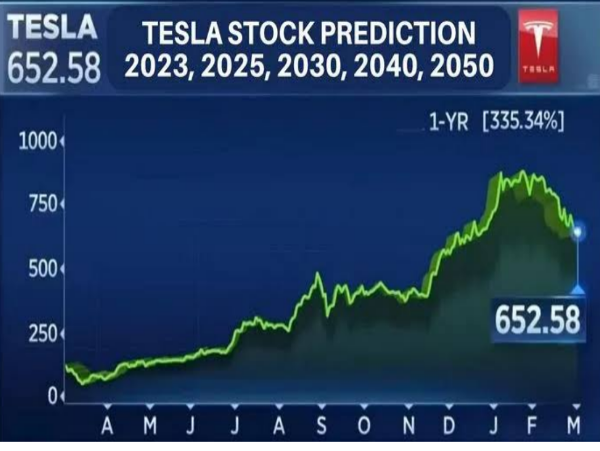 TESLA
652.58
TESLA STOCK PREDICTION
2023, 2025, 2030, 2040, 2050
TESLA
1-YR [335.34%]
1000
750
500
250
0
652.58
A M J J A S O N D J F M